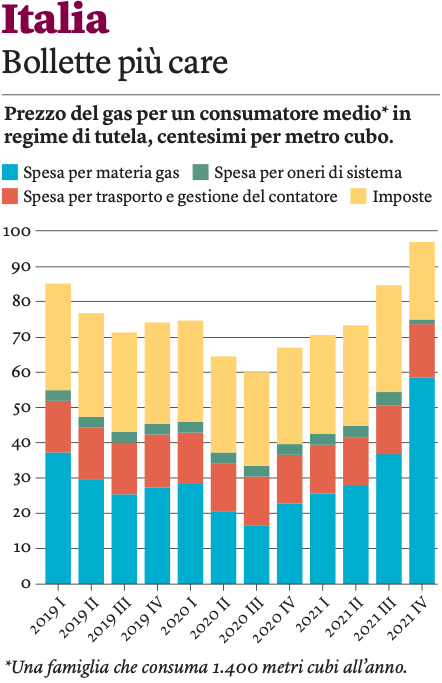 Italia
Bollette più care
Prezzo del gas per un consumatore medio* in
regime di tutela, centesimi per metro cubo.
Spesa per materia gas Spesa per oneri di sistema
Spesa per trasporto e gestione del contatore Imposte
100
90
80
70
60
50
40
30
20
10
0
2019 I 2019 II 2019 III 2019 IV 2020 I 2020 II 2020 III 2020 IV 2021 I 2021 II 2021 III 2021 IV
*Una famiglia che consuma 1.400 metri cubi all’anno.